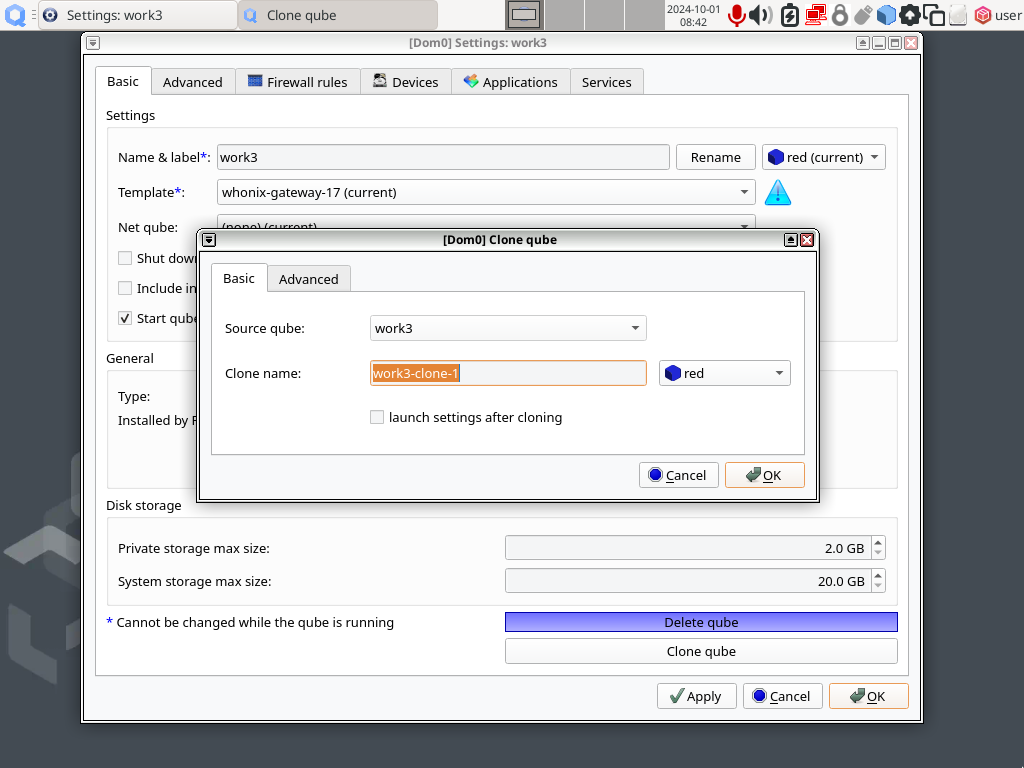 Settings: work3
Clone qube
2024-10-01
08:42
user
[Dom0] Settings: work3
Basic
Advanced
Firewall rules
Devices
Applications
Services
Settings
Name & label*:
work3
Rename
red (current)
Template*:
whonix-gateway-17 (current)
Net qube:
(none) (current)
Shut down
Include in
Start qube
General
Type:
Installed by
[Dom0] Clone qube
Basic
Advanced
Source qube:
work3
Clone name:
work3-clone-1
red
launch settings after cloning
Cancel
OK
Disk storage
Private storage max size:
2.0 GB
System storage max size:
20.0 GB
* Cannot be changed while the qube is running
Delete qube
Clone qube
Apply
Cancel
OK